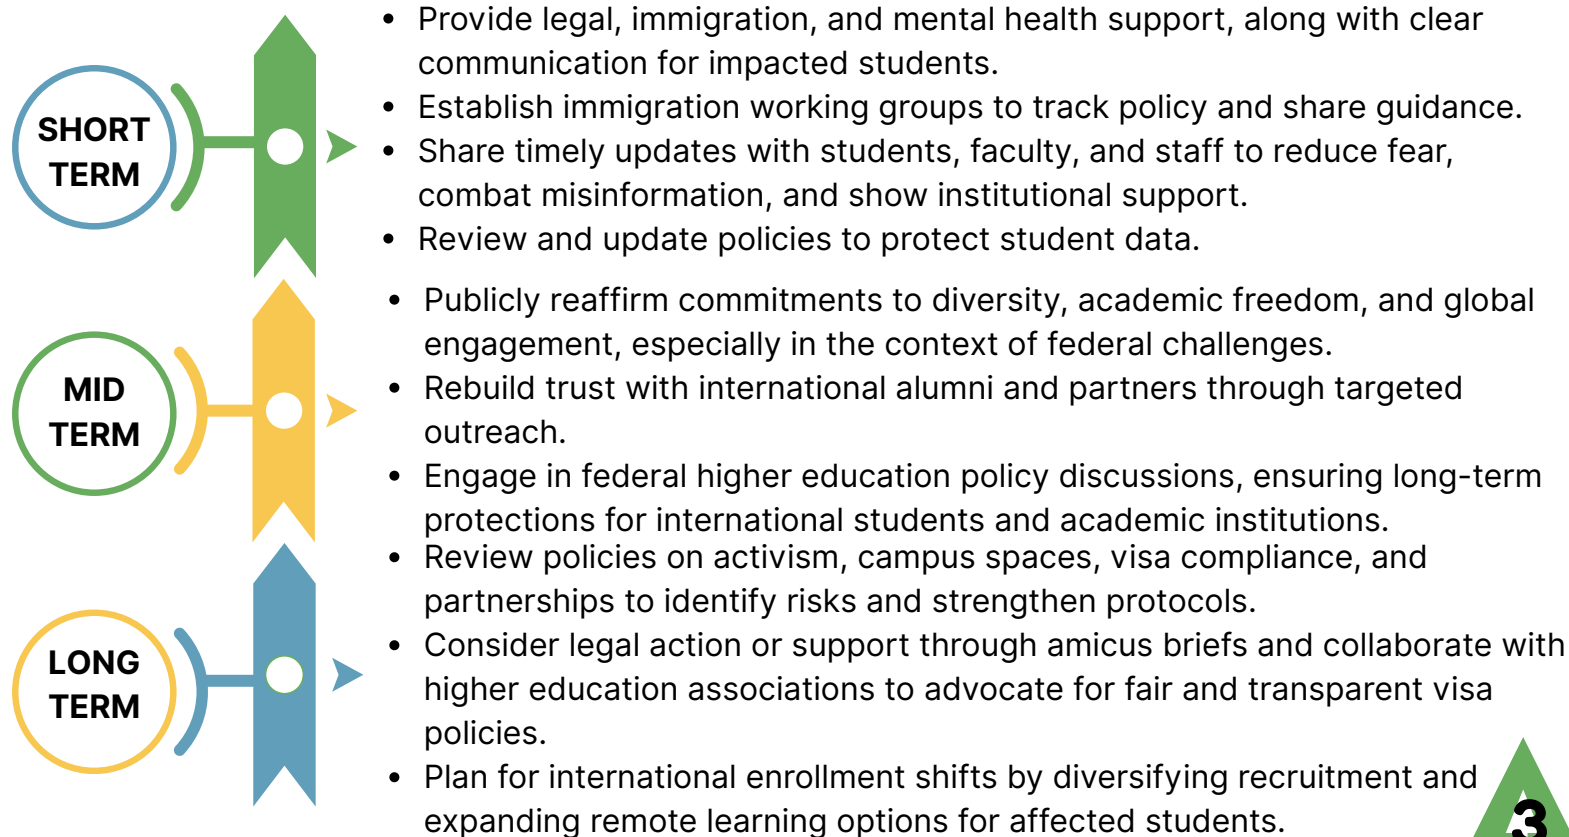 SHORT
TERM
• Provide legal, immigration, and mental health support, along with clear
communication for impacted students.
• Establish immigration working groups to track policy and share guidance.
• Share timely updates with students, faculty, and staff to reduce fear,
combat misinformation, and show institutional support.
• Review and update policies to protect student data.
MID
TERM
• Publicly reaffirm commitments to diversity, academic freedom, and global
engagement, especially in the context of federal challenges.
• Rebuild trust with international alumni and partners through targeted
outreach.
• Engage in federal higher education policy discussions, ensuring long-term
protections for international students and academic institutions.
LONG
TERM
• Review policies on activism, campus spaces, visa compliance, and
partnerships to identify risks and strengthen protocols.
• Consider legal action or support through amicus briefs and collaborate with
higher education associations to advocate for fair and transparent visa
policies.
• Plan for international enrollment shifts by diversifying recruitment and
expanding remote learning options for affected students.
3